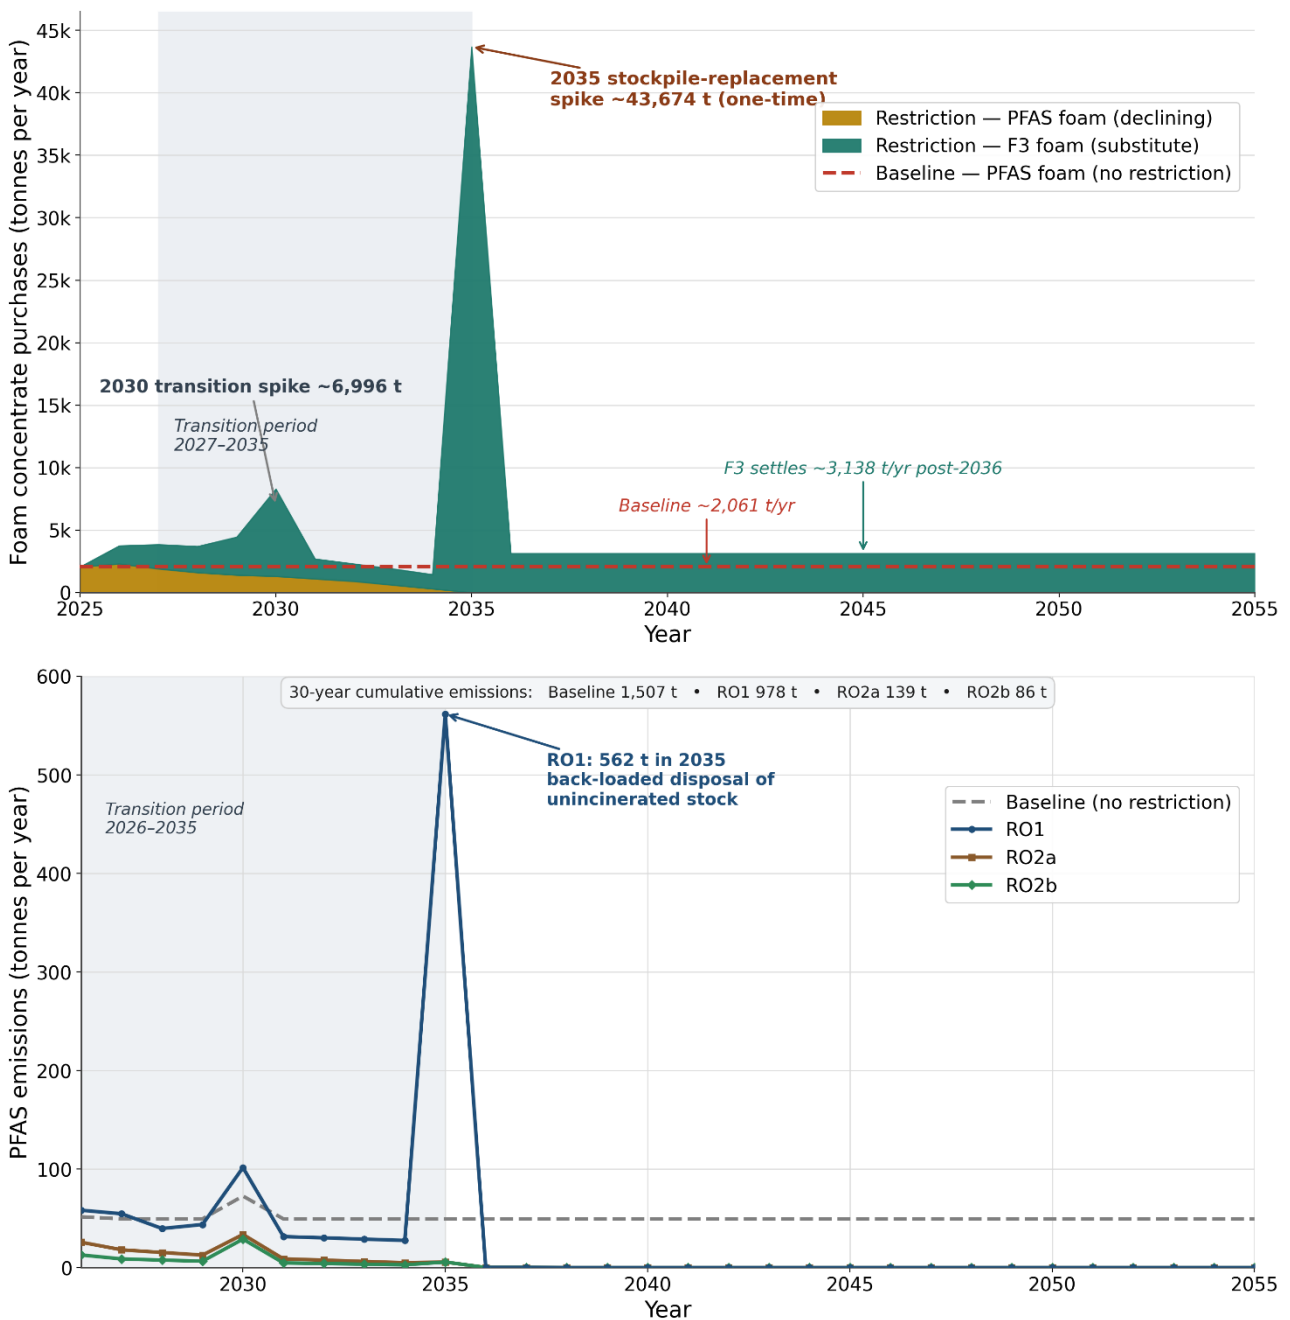 Foam concentrate purchases (tonnes per year)
45k
40k
35k
30k
25k
20k
15k
10k
5k
0
2035 stockpile-replacement
spike ~43,674 t (one-time)
Restriction — PFAS foam (declining)
Restriction — F3 foam (substitute)
Baseline — PFAS foam (no restriction)
2030 transition spike ~6,996 t
Transition period
2027–2035
F3 settles ~3,138 t/yr post-2036
Baseline ~2,061 t/yr
2025 2030 2035 2040 2045 2050 2055
Year
PFAS emissions (tonnes per year)
600
500
400
300
200
100
0
30-year cumulative emissions: Baseline 1,507 t • RO1 978 t • RO2a 139 t • RO2b 86 t
RO1: 562 t in 2035
back-loaded disposal of
unincinerated stock
Transition period
2026–2035
Baseline (no restriction)
RO1
RO2a
RO2b
2030 2035 2040 2045 2050 2055
Year